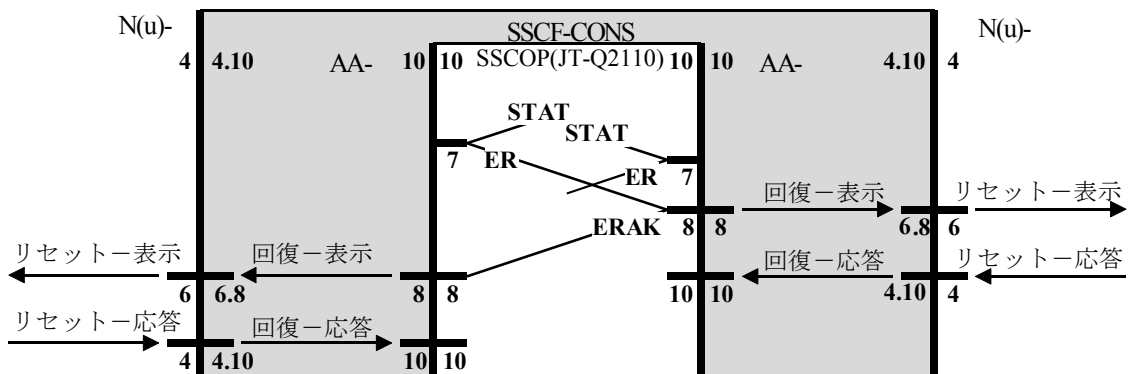 N(u)- SSCF-CONS N(u)-
4 4.10 AA- 10 10 SSCOP(JT-Q2110) 10 10 AA- 4.10 4
STAT
STAT
7 ER ER 7
回復－表示 リセット－表示
ERAK 8 8 6.8 6
リセット－表示 回復－表示 回復－応答 リセット－応答
6 6.8 8 8 10 10 4.10 4
リセット－応答 回復－応答
4 4.10 10 10